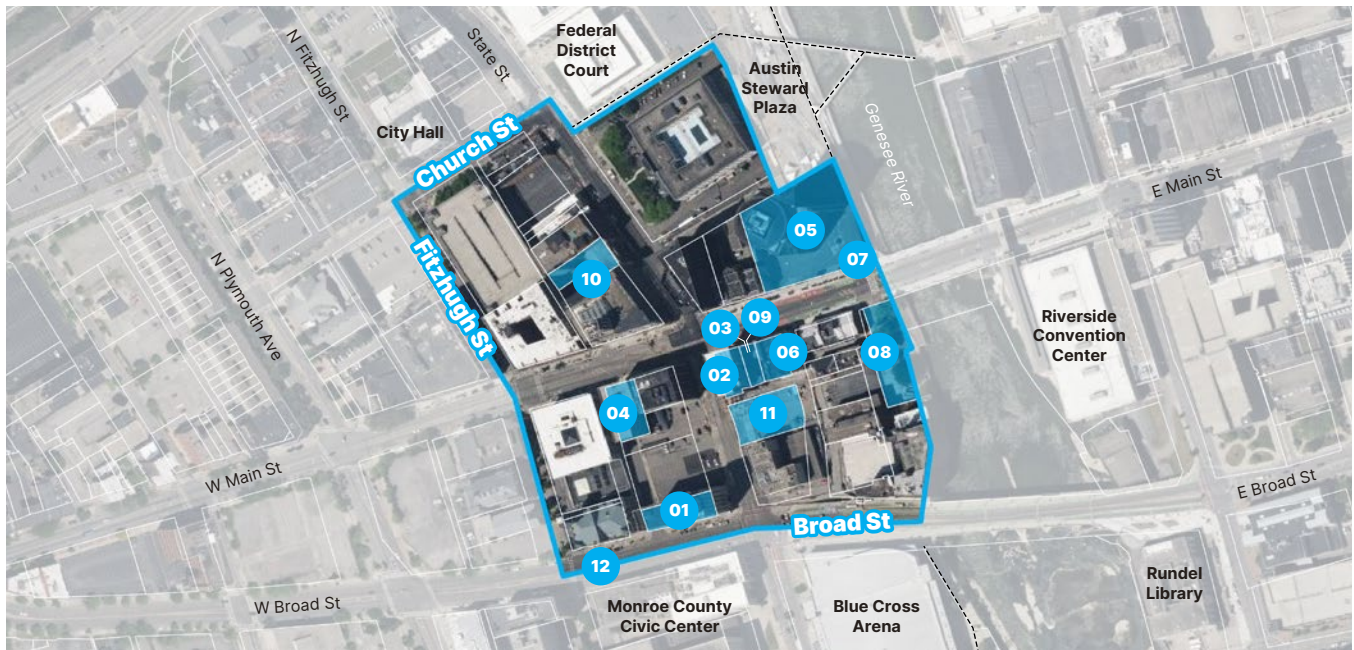 Federal
District
Court
State St
N Fitzhugh St
Austin
Steward
Plaza
City Hall
Church St
Genesee River
E Main St
05
07
10
Fitzhugh St
N Plymouth Ave
09
03
06
08
02
Riverside
Convention
Center
04
11
W Main St
01
Broad St
E Broad St
12
W Broad St
Monroe County
Civic Center
Blue Cross
Arena
Rundel
Library